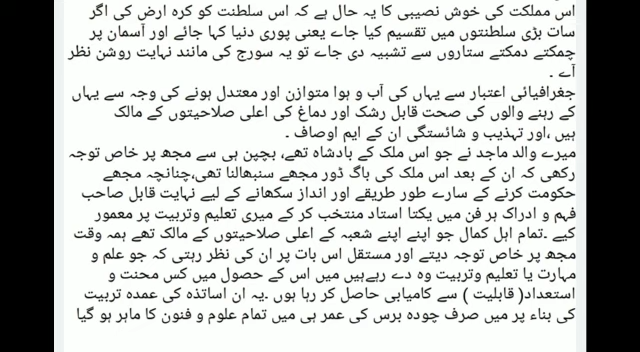 اس مملکت کی خوش نصیبی کا یہ حال ہے کہ اس سلطنت کو کرہ ارض کی اگر
سات بڑی سلطنتوں میں تقسیم کیا جاے یعنی پوری دنیا کہا جائے اور آسمان پر
چمکتے دمکتے ستاروں سے تشبیہ دی جاے تو یہ سورج کی مانند نہایت روشن نظر
آے ۔
جغرافیائی اعتبار سے یہاں کی آب و ہوا متوازن اور معتدل ہونے کی وجہ سے یہاں
کے رہنے والوں کی صحت قابل رشک اور دماغ کی اعلی صلاحیتوں کے مالک
ہیں ،اور تہذیب و شائستگی ان کے ایم اوصاف ۔
میرے والد ماجد نے جو اس ملک کے بادشاہ تھے، بچپن ہی سے مجھ پر خاص توجہ
رکھی کہ ان کے بعد اس ملک کی باگ ڈور مجھے سنبھالنا تھی،چنانچہ مجھے
حکومت کرنے کے سارے طور طریقے اور انداز سکھانے کے لیے نہایت قابل صاحب
فہم و ادراک ہر فن میں یکتا استاد منتخب کر کے میری تعلیم وتربیت پر معمور
کیے ۔تمام اہل کمال جو اپنے اپنے شعبہ کے اعلی صلاحیتوں کے مالک تھے ہمہ وقت
مجھ پر خاص توجہ دیتے اور مستقل اس بات پر ان کی نظر رہتی کہ جو علم و
مہارت یا تعلیم وتربیت وہ دے رہےہیں میں اس کے حصول میں کس محنت و
استعداد( قابلیت ) سے کامیابی حاصل کر رہا ہوں ۔یہ ان اساتذہ کی عمدہ تربیت
کی بناء پر میں صرف چودہ برس کی عمر ہی میں تمام علوم و فنون کا ماہر ہو گیا